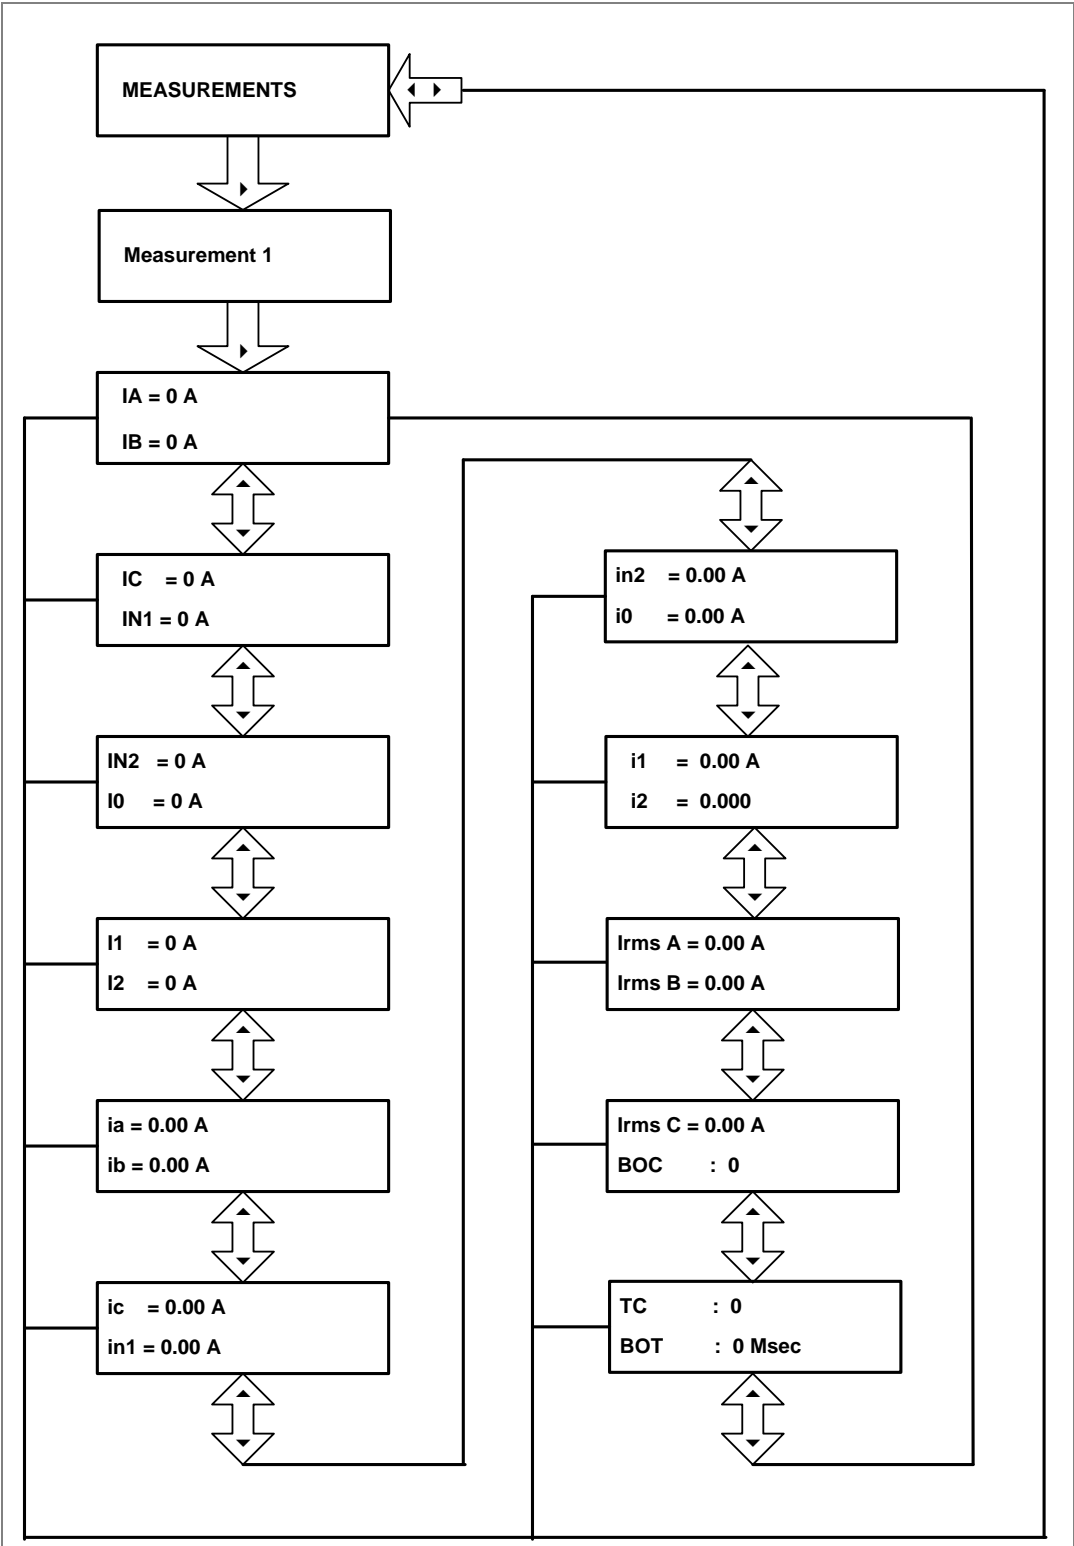 MEASUREMENTS
Measurement 1
IA = 0 A
IB = 0 A
IC = 0 A
IN1 = 0 A
IN2 = 0 A
I0 = 0 A
I1 = 0 A
I2 = 0 A
ia = 0.00 A
ib = 0.00 A
ic = 0.00 A
in1 = 0.00 A
in2 = 0.00 A
i0 = 0.00 A
i1 = 0.00 A
i2 = 0.000
Irms A = 0.00 A
Irms B = 0.00 A
Irms C = 0.00 A
BOC : 0
TC : 0
BOT : 0 Msec